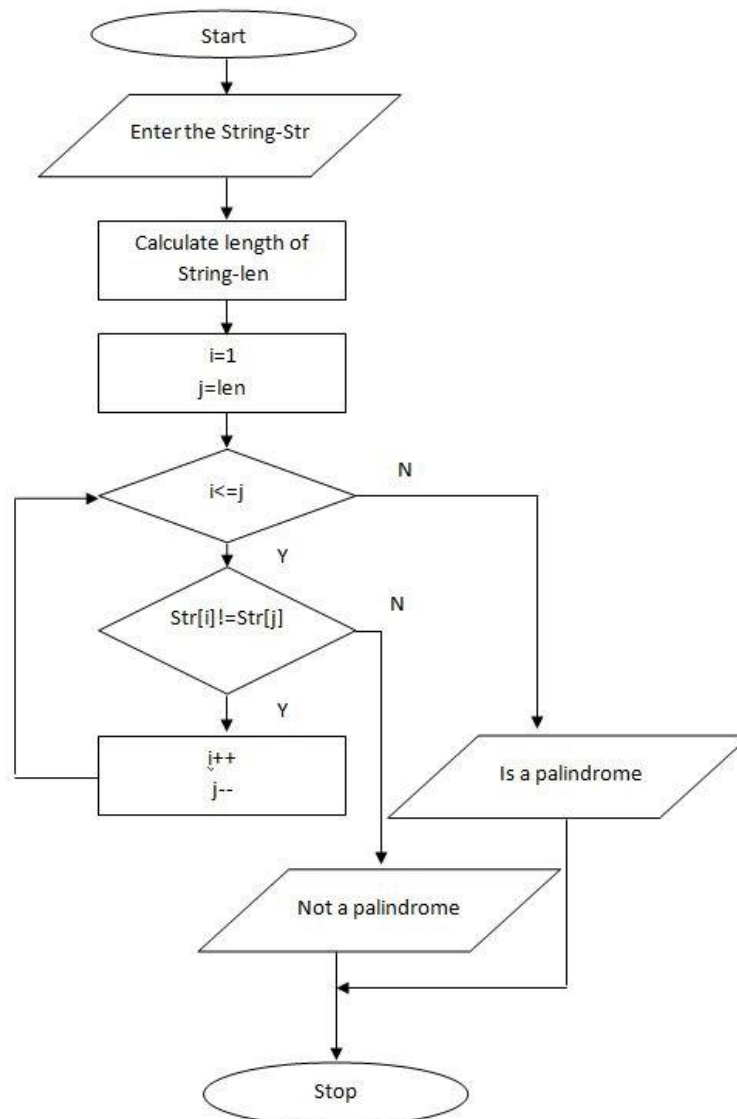 Start
Enter the String-Str
Calculate length of
String-len
i=1
j=len
i<=j
N
Y
Str[i]!=Str[j]
N
Y
i++
j--
Is a palindrome
Not a palindrome
Stop